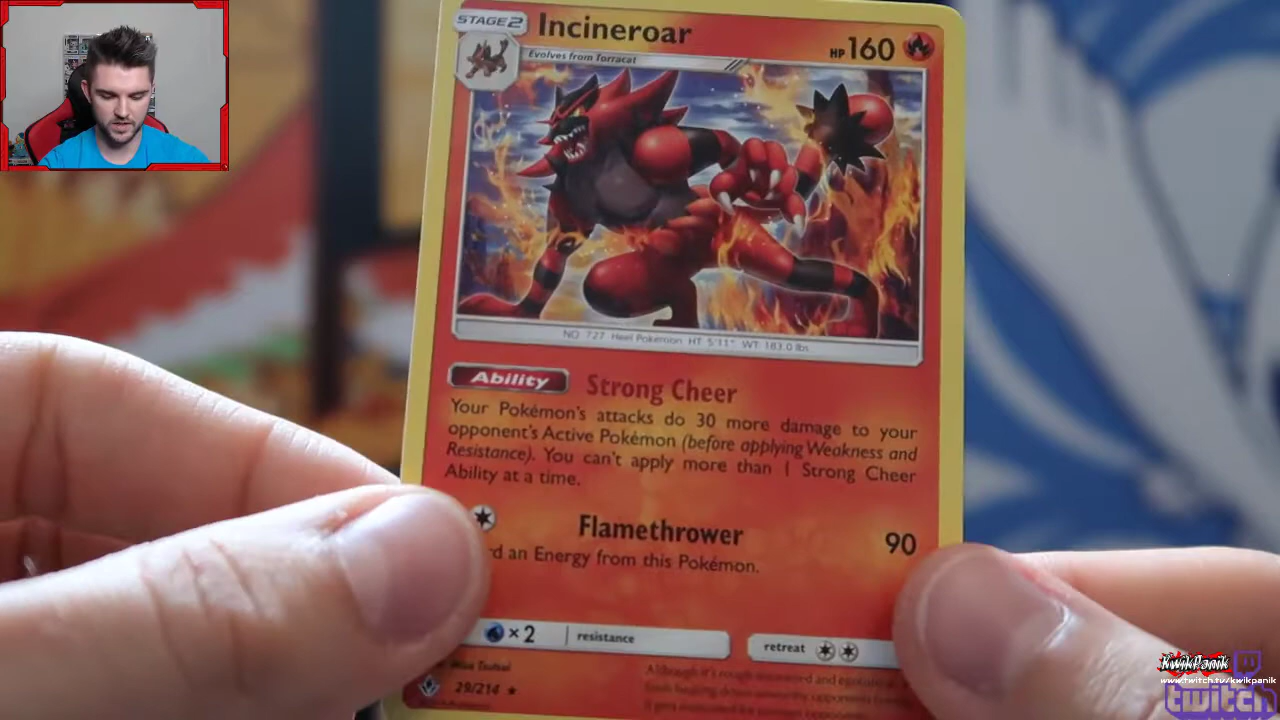 STAGE2
Incineroar
HP 160
Evolves from Torracat
NO. 727 Heel Pokémon HT 5'11" WT 183.0 lbs
Ability Strong Cheer
Your Pokémon's attacks do 30 more damage to your
opponent's Active Pokémon (before applying Weakness and
Resistance). You can't apply more than 1 Strong Cheer
Ability at a time.
Flamethrower 90
an Energy from this Pokémon.
×2 resistance
retreat
29/214
KwikPanik
www.twitch.tv/kwikpanik
twitch